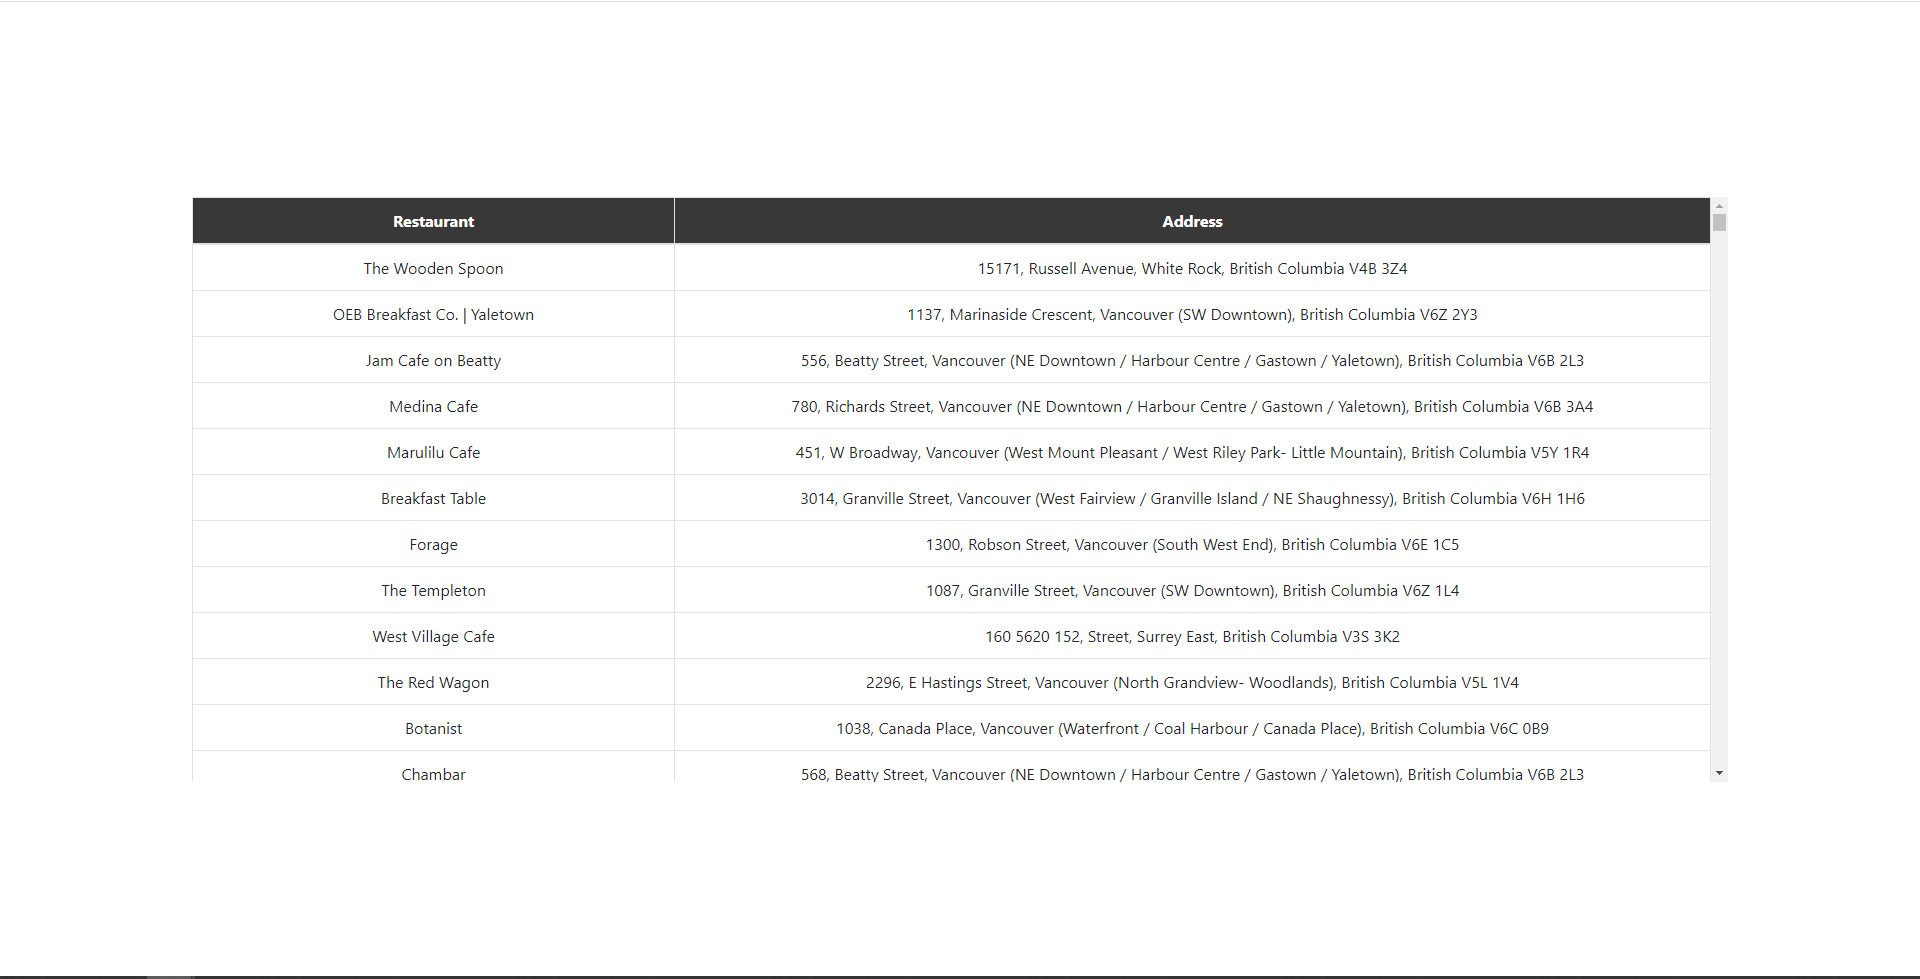 Restaurant Address
The Wooden Spoon 15171, Russell Avenue, White Rock, British Columbia V4B 3Z4
OEB Breakfast Co. | Yaletown 1137, Marinaside Crescent, Vancouver (SW Downtown), British Columbia V6Z 2Y3
Jam Cafe on Beatty 556, Beatty Street, Vancouver (NE Downtown / Harbour Centre / Gastown / Yaletown), British Columbia V6B 2L3
Medina Cafe 780, Richards Street, Vancouver (NE Downtown / Harbour Centre / Gastown / Yaletown), British Columbia V6B 3A4
Marulilu Cafe 451, W Broadway, Vancouver (West Mount Pleasant / West Riley Park- Little Mountain), British Columbia V5Y 1R4
Breakfast Table 3014, Granville Street, Vancouver (West Fairview / Granville Island / NE Shaughnessy), British Columbia V6H 1H6
Forage 1300, Robson Street, Vancouver (South West End), British Columbia V6E 1C5
The Templeton 1087, Granville Street, Vancouver (SW Downtown), British Columbia V6Z 1L4
West Village Cafe 160 5620 152, Street, Surrey East, British Columbia V3S 3K2
The Red Wagon 2296, E Hastings Street, Vancouver (North Grandview- Woodlands), British Columbia V5L 1V4
Botanist 1038, Canada Place, Vancouver (Waterfront / Coal Harbour / Canada Place), British Columbia V6C 0B9
Chambar 568, Beatty Street, Vancouver (NE Downtown / Harbour Centre / Gastown / Yaletown), British Columbia V6B 2L3